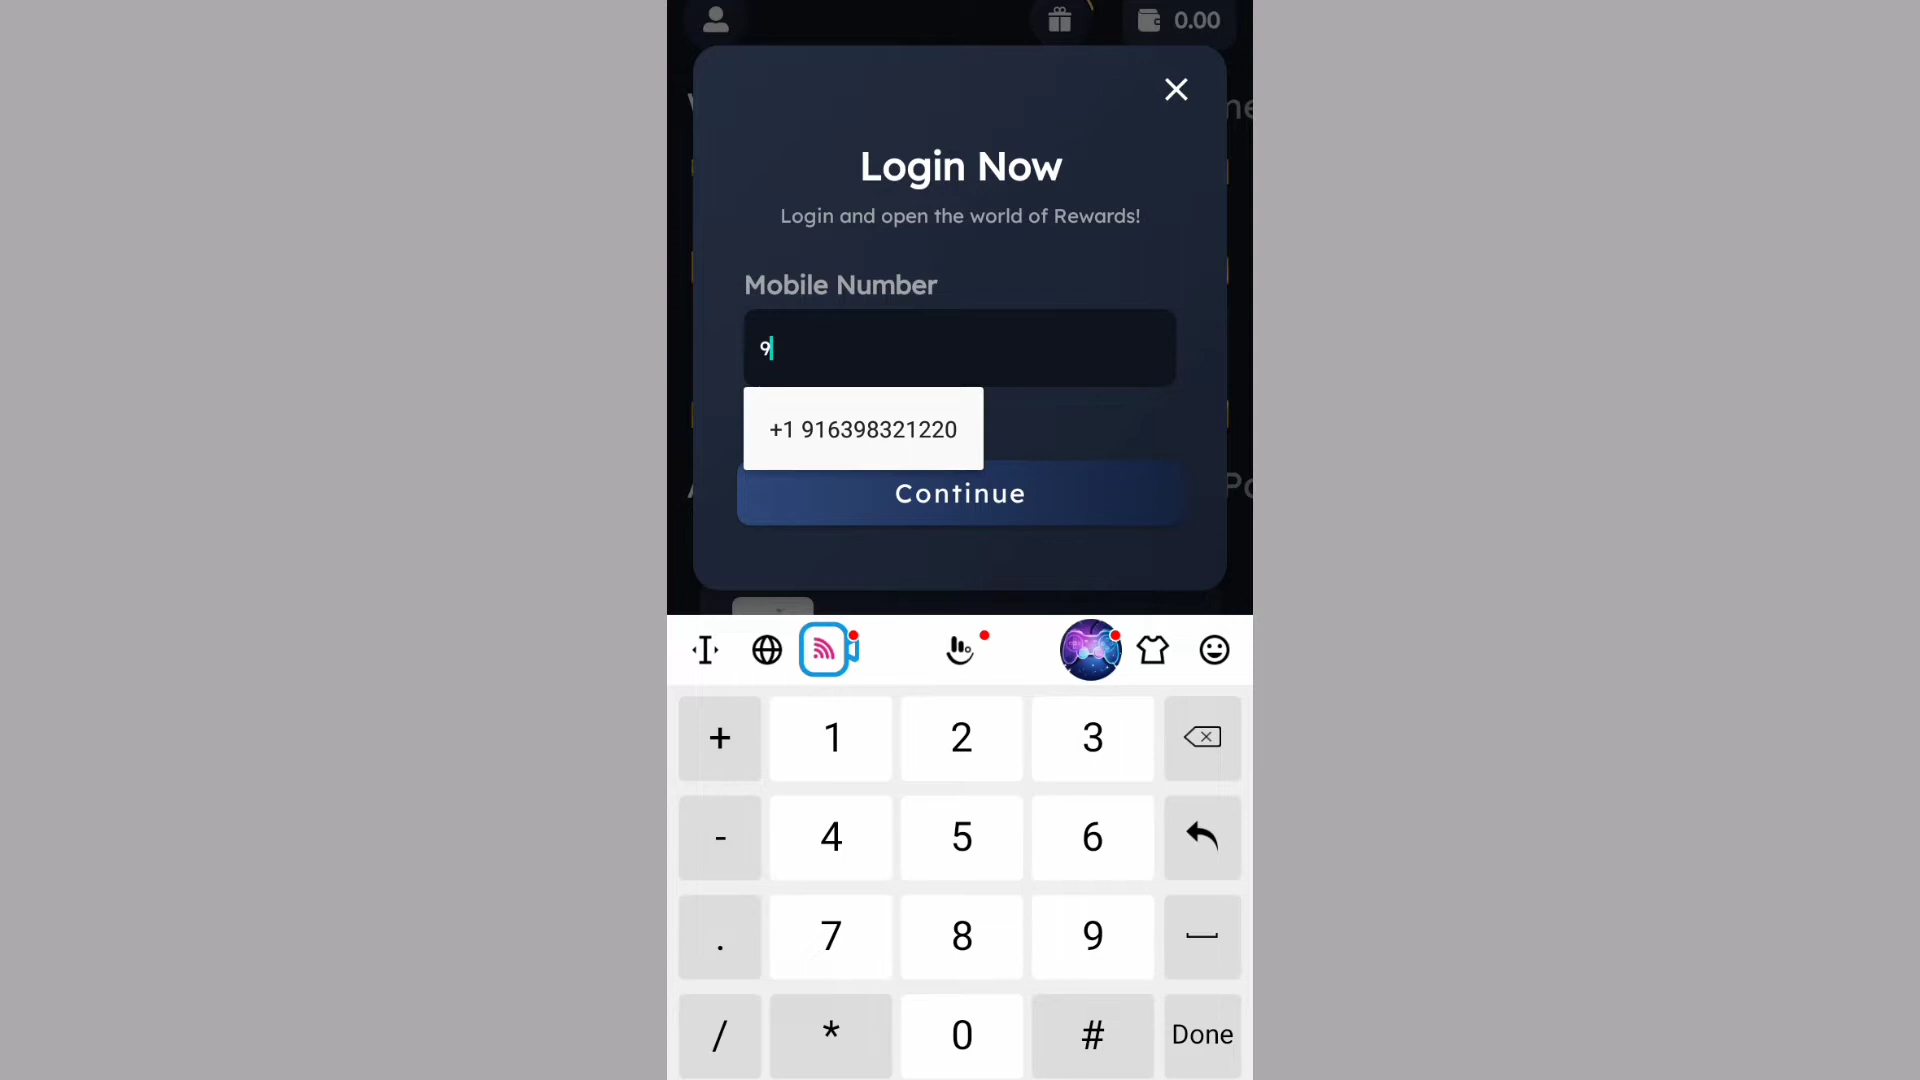 0.00
Login Now
Login and open the world of Rewards!
Mobile Number
9
+1 916398321220
Continue
+ 1 2 3
- 4 5 6
. 7 8 9
/ * 0 # Done